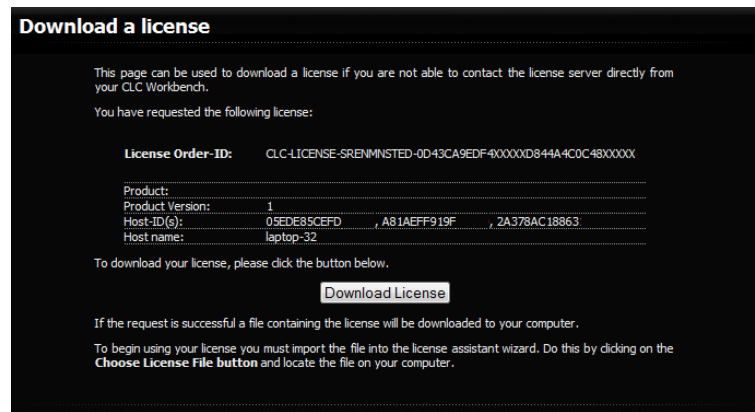 Download a license
This page can be used to download a license if you are not able to contact the license server directly from
your CLC Workbench.
You have requested the following license:
License Order-ID: CLC-LICENSE-SRENMNSTED-0D43CA9EDF4XXXXXD844A4C0C48XXXXX
Product:
Product Version: 1
Host-ID(s): 05EDE85CEFD , A81AEFF919F , 2A378AC18863
Host name: laptop-32
To download your license, please click the button below.
Download License
If the request is successful a file containing the license will be downloaded to your computer.
To begin using your license you must import the file into the license assistant wizard. Do this by clicking on the
Choose License File button and locate the file on your computer.